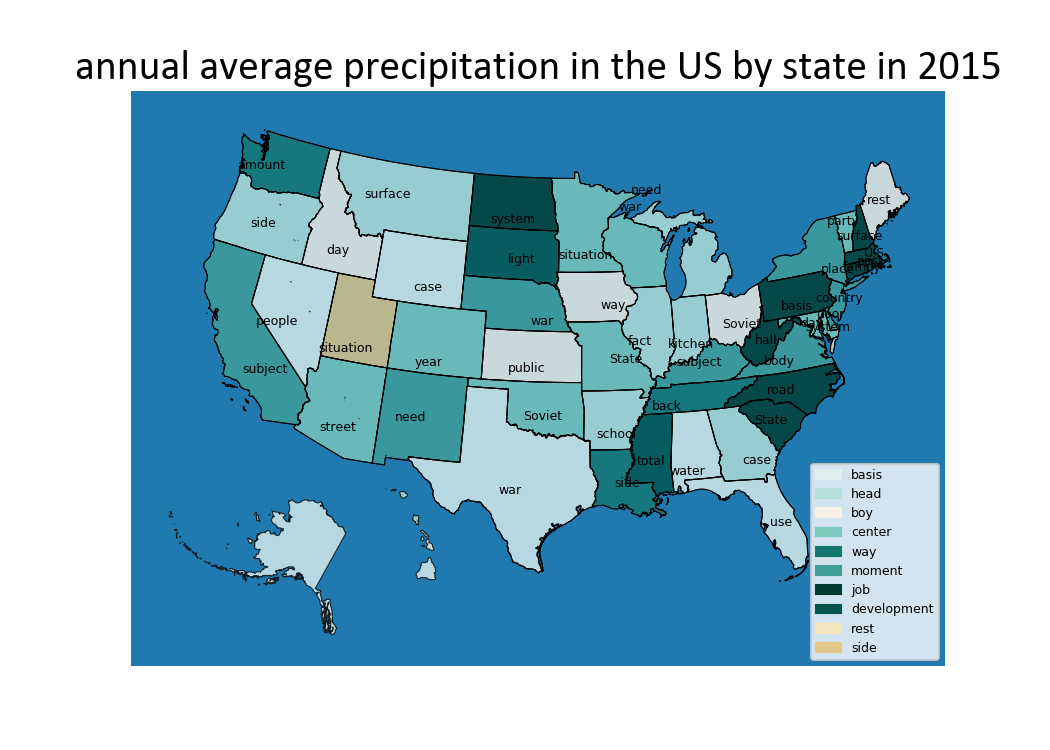 annual average precipitation in the US by state in 2015
amount
surface
need
war
rest
side
system
party
surface
day
light
situation
case
place
people
way
basis
country
war
Soviet
system
situation
fact
kitchen
hall
subject
year
public
State
subject
body
street
need
Soviet
back
road
school
State
war
side
total
water
case
use
basis
head
boy
center
way
moment
job
development
rest
side